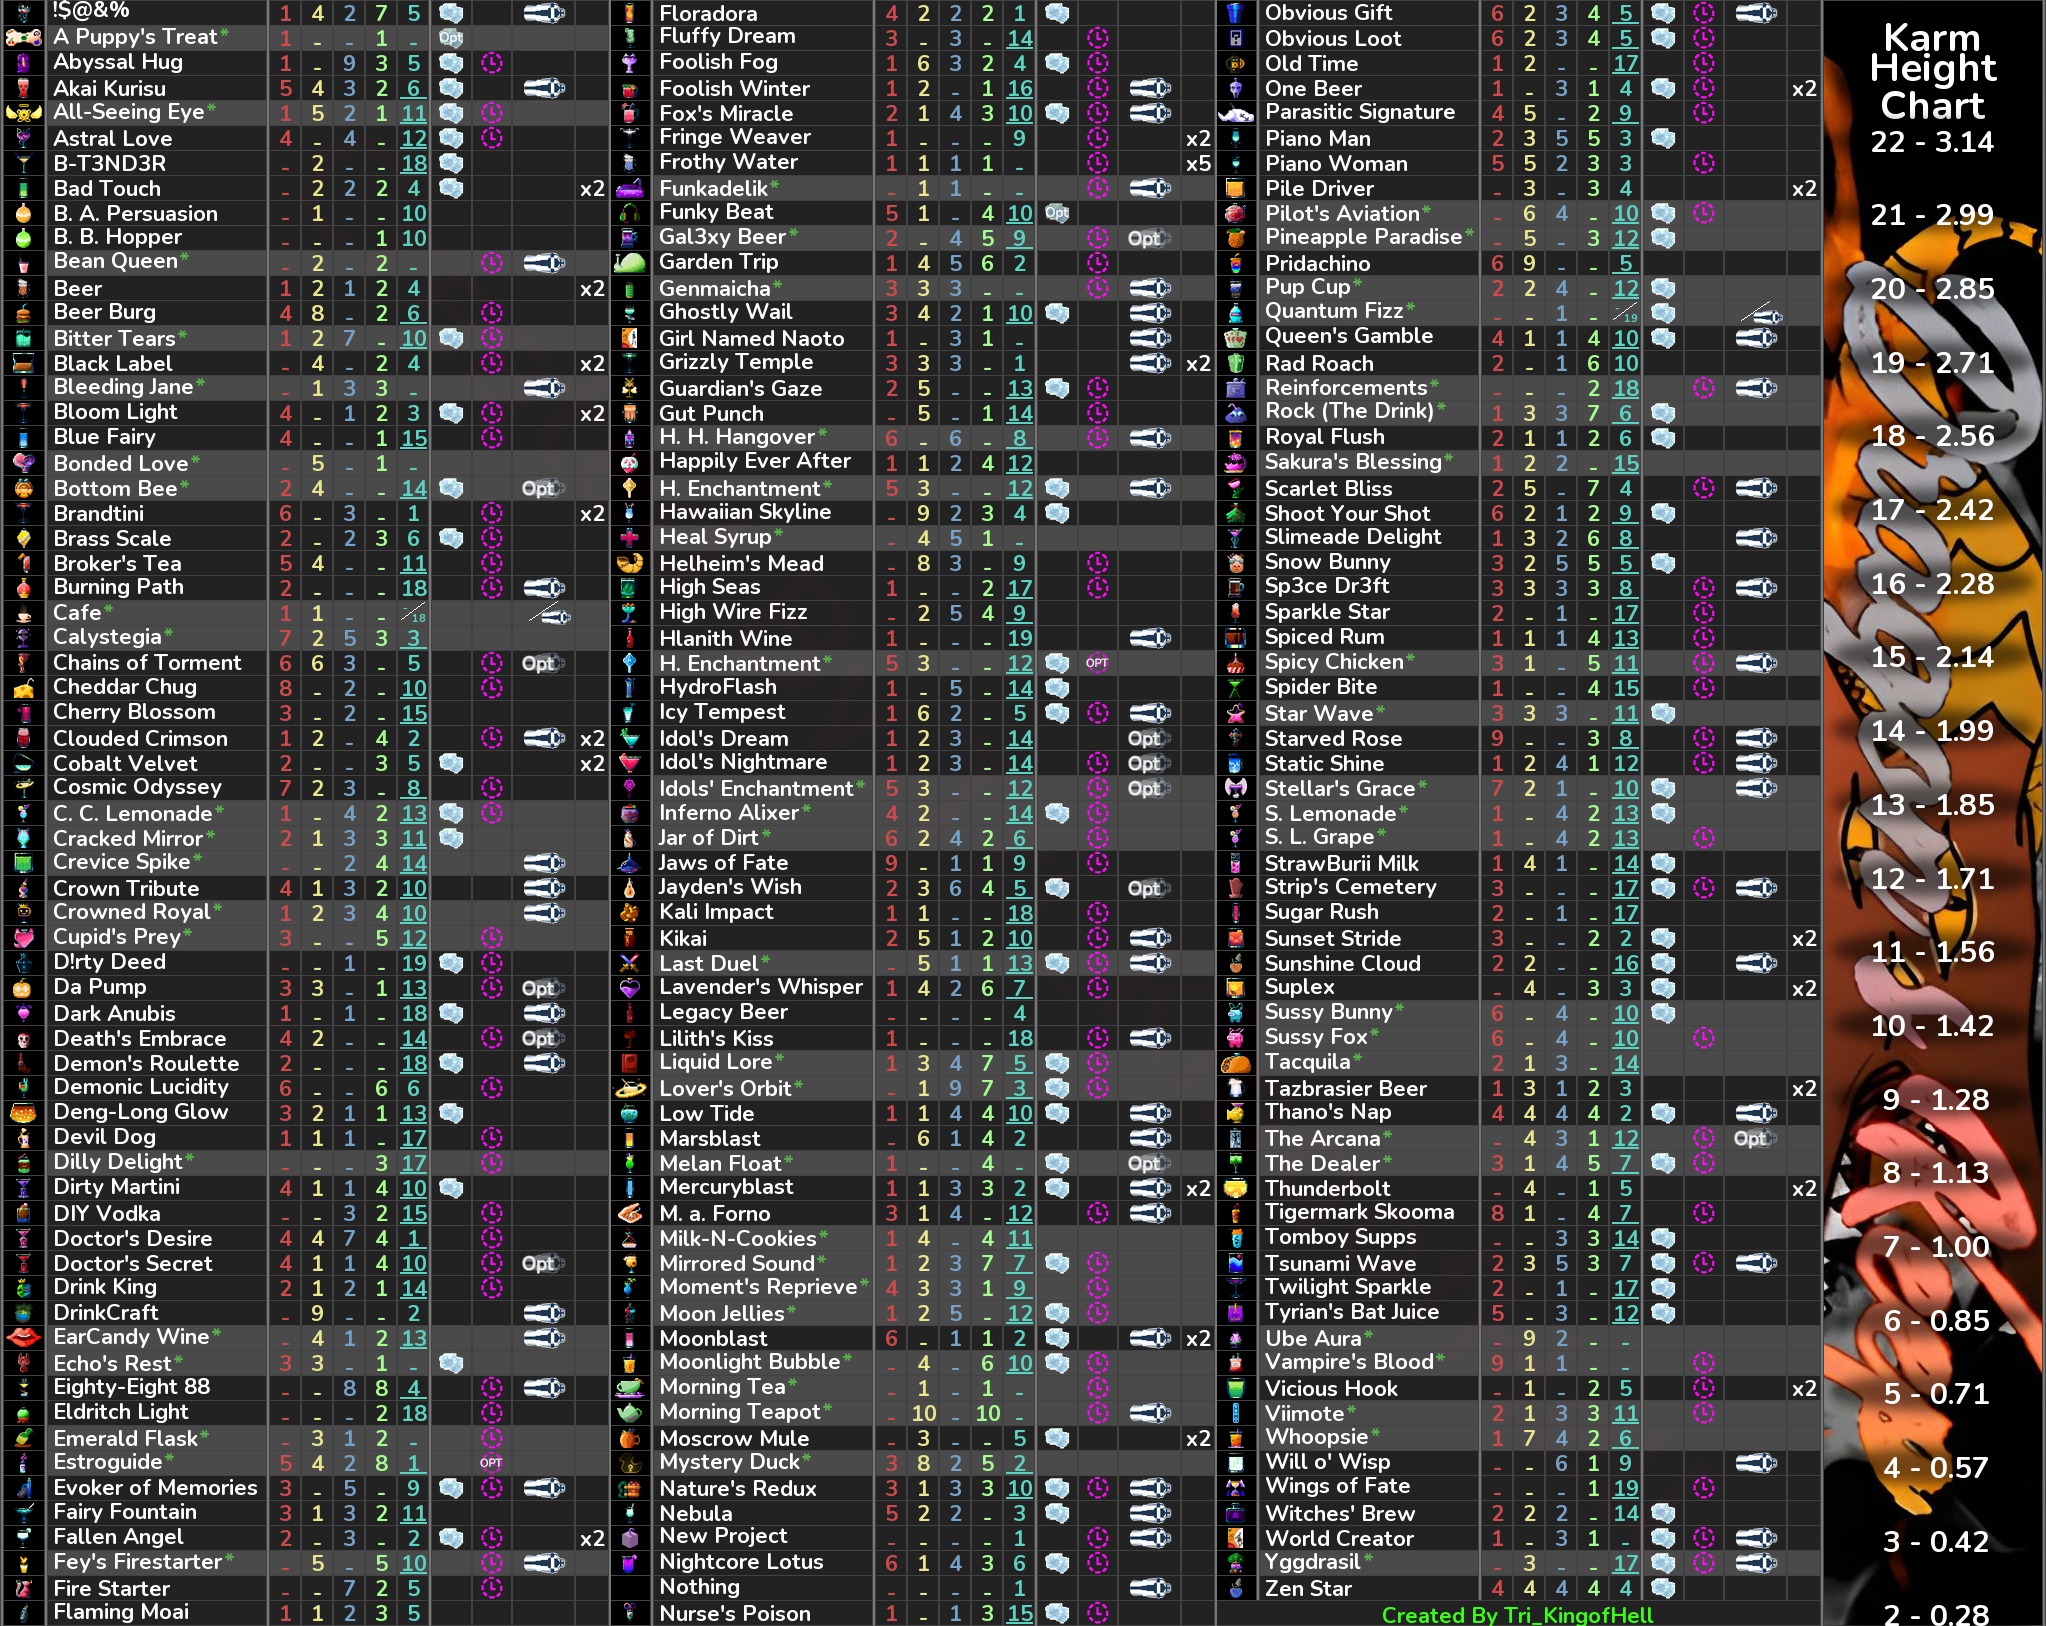 !$@&% 1 4 2 7 5
A Puppy's Treat* 1 - - 1 - Opt
Abyssal Hug 1 - 9 3 5
Akai Kurisu 5 4 3 2 6
All-Seeing Eye* 1 5 2 1 11
Astral Love 4 - 4 - 12
B-T3ND3R - 2 - - 18
Bad Touch - 2 2 2 4 x2
B. A. Persuasion - 1 - - 10
B. B. Hopper - - - 1 10
Bean Queen* - 2 - 2 -
Beer 1 2 1 2 4 x2
Beer Burg 4 8 - 2 6
Bitter Tears* 1 2 7 - 10
Black Label - 4 - 2 4 x2
Bleeding Jane* - 1 3 3 -
Bloom Light 4 - 1 2 3 x2
Blue Fairy 4 - - 1 15
Bonded Love* - 5 - 1 -
Bottom Bee* 2 4 - - 14 Opt
Brandtini 6 - 3 - 1 x2
Brass Scale 2 - 2 3 6
Broker's Tea 5 4 - - 11
Burning Path 2 - - - 18
Cafe* 1 1 - - -/18
Calystegia* 7 2 5 3 3
Chains of Torment 6 6 3 - 5 Opt
Cheddar Chug 8 - 2 - 10
Cherry Blossom 3 - 2 - 15
Clouded Crimson 1 2 - 4 2 x2
Cobalt Velvet 2 - - 3 5 x2
Cosmic Odyssey 7 2 3 - 8
C. C. Lemonade* 1 - 4 2 13
Cracked Mirror* 2 1 3 3 11
Crevice Spike* - - 2 4 14
Crown Tribute 4 1 3 2 10
Crowned Royal* 1 2 3 4 10
Cupid's Prey* 3 - - 5 12
D!rty Deed - - 1 - 19
Da Pump 3 3 - 1 13 Opt
Dark Anubis 1 - 1 - 18
Death's Embrace 4 2 - - 14 Opt
Demon's Roulette 2 - - - 18
Demonic Lucidity 6 - - 6 6
Deng-Long Glow 3 2 1 1 13
Devil Dog 1 1 1 - 17
Dilly Delight* - - - 3 17
Dirty Martini 4 1 1 4 10
DIY Vodka - - 3 2 15
Doctor's Desire 4 4 7 4 1
Doctor's Secret 4 1 1 4 10 Opt
Drink King 2 1 2 1 14
DrinkCraft - 9 - - 2
EarCandy Wine* - 4 1 2 13
Echo's Rest* 3 3 - 1 -
Eighty-Eight 88 - - 8 8 4
Eldritch Light - - - 2 18
Emerald Flask* - 3 1 2 -
Estroguide* 5 4 2 8 1 OPT
Evoker of Memories 3 - 5 - 9
Fairy Fountain 3 1 3 2 11
Fallen Angel 2 - 3 - 2 x2
Fey's Firestarter* - 5 - 5 10
Fire Starter - - 7 2 5
Flaming Moai 1 1 2 3 5
Floradora 4 2 2 2 1
Fluffy Dream 3 - 3 - 14
Foolish Fog 1 6 3 2 4
Foolish Winter 1 2 - 1 16
Fox's Miracle 2 1 4 3 10
Fringe Weaver 1 - - - 9 x2
Frothy Water 1 1 1 1 - x5
Funkadelik* - 1 1 - -
Funky Beat 5 1 - 4 10 Opt
Gal3xy Beer* 2 - 4 5 9 Opt
Garden Trip 1 4 5 6 2
Genmaicha* 3 3 3 - -
Ghostly Wail 3 4 2 1 10
Girl Named Naoto 1 - 3 1 -
Grizzly Temple 3 3 3 - 1 x2
Guardian's Gaze 2 5 - - 13
Gut Punch - 5 - 1 14
H. H. Hangover* 6 - 6 - 8
Happily Ever After 1 1 2 4 12
H. Enchantment* 5 3 - - 12
Hawaiian Skyline - 9 2 3 4
Heal Syrup* - 4 5 1 -
Helheim's Mead - 8 3 - 9
High Seas 1 - - 2 17
High Wire Fizz - 2 5 4 9
Hlanith Wine 1 - - - 19
H. Enchantment* 5 3 - - 12 OPT
HydroFlash 1 - 5 - 14
Icy Tempest 1 6 2 - 5
Idol's Dream 1 2 3 - 14 Opt
Idol's Nightmare 1 2 3 - 14 Opt
Idols' Enchantment* 5 3 - - 12 Opt
Inferno Alixer* 4 2 - - 14
Jar of Dirt* 6 2 4 2 6
Jaws of Fate 9 - 1 1 9
Jayden's Wish 2 3 6 4 5 Opt
Kali Impact 1 1 - - 18
Kikai 2 5 1 2 10
Last Duel* - 5 1 1 13
Lavender's Whisper 1 4 2 6 7
Legacy Beer - - - - 4
Lilith's Kiss 1 - - - 18
Liquid Lore* 1 3 4 7 5
Lover's Orbit* - 1 9 7 3
Low Tide 1 1 4 4 10
Marsblast - 6 1 4 2
Melan Float* 1 - - 4 - Opt
Mercuryblast 1 1 3 3 2 x2
M. a. Forno 3 1 4 - 12
Milk-N-Cookies* 1 4 - 4 11
Mirrored Sound* 1 2 3 7 7
Moment's Reprieve* 4 3 3 1 9
Moon Jellies* 1 2 5 - 12
Moonblast 6 - 1 1 2 x2
Moonlight Bubble* - 4 - 6 10
Morning Tea* - 1 - 1 -
Morning Teapot* - 10 - 10 -
Moscrow Mule - 3 - - 5 x2
Mystery Duck* 3 8 2 5 2
Nature's Redux 3 1 3 3 10
Nebula 5 2 2 - 3
New Project - - - - 1
Nightcore Lotus 6 1 4 3 6
Nothing - - - - 1
Nurse's Poison 1 - 1 3 15
Obvious Gift 6 2 3 4 5
Obvious Loot 6 2 3 4 5
Old Time 1 2 - - 17
One Beer 1 - 3 1 4 x2
Parasitic Signature 4 5 - 2 9
Piano Man 2 3 5 5 3
Piano Woman 5 5 2 3 3
Pile Driver - 3 - 3 4 x2
Pilot's Aviation* - 6 4 - 10
Pineapple Paradise* - 5 - 3 12
Pridachino 6 9 - - 5
Pup Cup* 2 2 4 - 12
Quantum Fizz* - - 1 - -/19
Queen's Gamble 4 1 1 4 10
Rad Roach 2 - 1 6 10
Reinforcements* - - - 2 18
Rock (The Drink)* 1 3 3 7 6
Royal Flush 2 1 1 2 6
Sakura's Blessing* 1 2 2 - 15
Scarlet Bliss 2 5 - 7 4
Shoot Your Shot 6 2 1 2 9
Slimeade Delight 1 3 2 6 8
Snow Bunny 3 2 5 5 5
Sp3ce Dr3ft 3 3 3 3 8
Sparkle Star 2 - 1 - 17
Spiced Rum 1 1 1 4 13
Spicy Chicken* 3 1 - 5 11
Spider Bite 1 - - 4 15
Star Wave* 3 3 3 - 11
Starved Rose 9 - - 3 8
Static Shine 1 2 4 1 12
Stellar's Grace* 7 2 1 - 10
S. Lemonade* 1 - 4 2 13
S. L. Grape* 1 - 4 2 13
StrawBurii Milk 1 4 1 - 14
Strip's Cemetery 3 - - - 17
Sugar Rush 2 - 1 - 17
Sunset Stride 3 - - 2 2 x2
Sunshine Cloud 2 2 - - 16
Suplex - 4 - 3 3 x2
Sussy Bunny* 6 - 4 - 10
Sussy Fox* 6 - 4 - 10
Tacquila* 2 1 3 - 14
Tazbrasier Beer 1 3 1 2 3 x2
Thano's Nap 4 4 4 4 2
The Arcana* - 4 3 1 12 Opt
The Dealer* 3 1 4 5 7
Thunderbolt - 4 - 1 5 x2
Tigermark Skooma 8 1 - 4 7
Tomboy Supps - - 3 3 14
Tsunami Wave 2 3 5 3 7
Twilight Sparkle 2 - 1 - 17
Tyrian's Bat Juice 5 - 3 - 12
Ube Aura* - 9 2 - -
Vampire's Blood* 9 1 1 - -
Vicious Hook - 1 - 2 5 x2
Viimote* 2 1 3 3 11
Whoopsie* 1 7 4 2 6
Will o' Wisp - - 6 1 9
Wings of Fate - - - 1 19
Witches' Brew 2 2 2 - 14
World Creator 1 - 3 1 -
Yggdrasil* - 3 - - 17
Zen Star 4 4 4 4 4
Created By Tri_KingofHell
Karm
Height
Chart
22 - 3.14
21 - 2.99
20 - 2.85
19 - 2.71
18 - 2.56
17 - 2.42
16 - 2.28
15 - 2.14
14 - 1.99
13 - 1.85
12 - 1.71
11 - 1.56
10 - 1.42
9 - 1.28
8 - 1.13
7 - 1.00
6 - 0.85
5 - 0.71
4 - 0.57
3 - 0.42
2 - 0.28